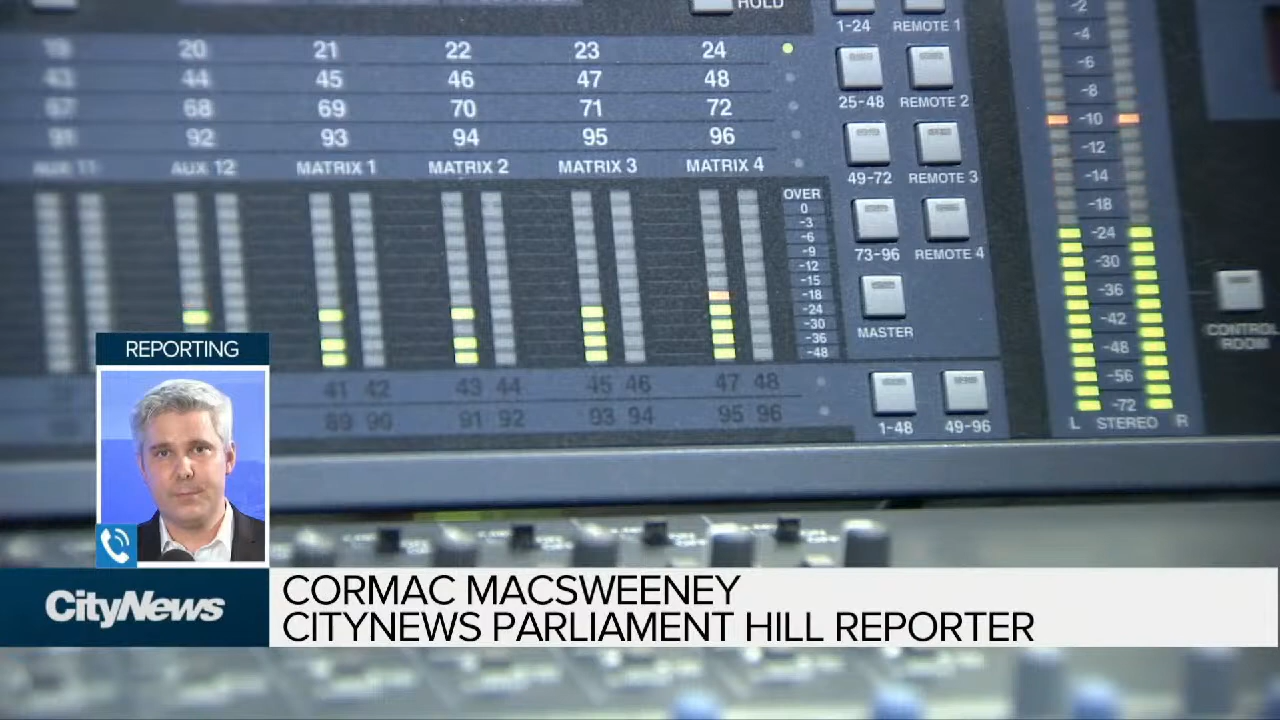 HOLD
1-24 REMOTE 1
19 20 21 22 23 24
43 44 45 46 47 48
67 68 69 70 71 72
91 92 93 94 95 96
AUX 11 AUX 12 MATRIX 1 MATRIX 2 MATRIX 3 MATRIX 4
25-48 REMOTE 2
49-72 REMOTE 3
73-96 REMOTE 4
MASTER
1-48 49-96
OVER
0
-3
-6
-9
-12
-15
-18
-24
-30
-36
-48
41 42 43 44 45 46 47 48
89 90 91 92 93 94 95 96
-2
-4
-6
-8
-10
-12
-14
-18
-24
-30
-36
-42
-48
-56
-72
L STEREO R
CONTROL
ROOM
REPORTING
CityNews
CORMAC MACSWEENEY
CITYNEWS PARLIAMENT HILL REPORTER